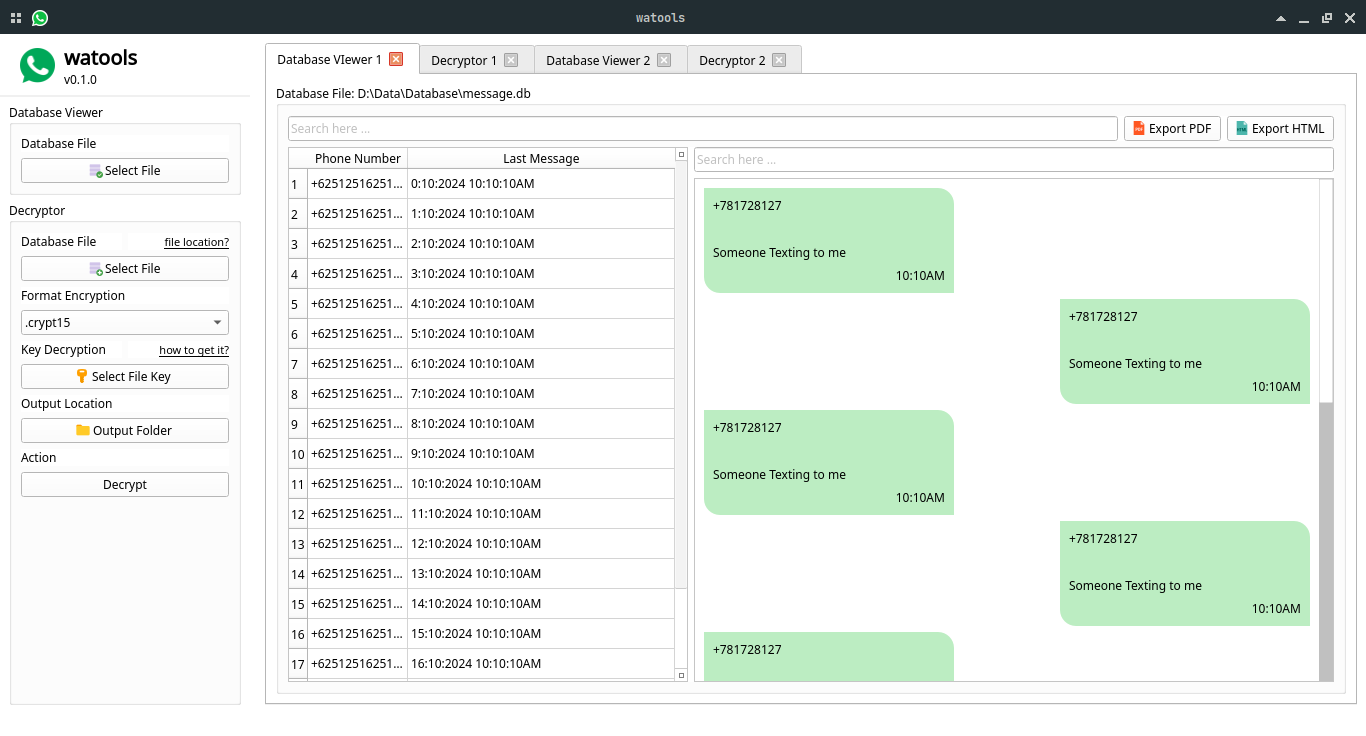 watools
watools
v0.1.0
Database Viewer
Database File
Select File
Decryptor
Database File file location?
Select File
Format Encryption
.crypt15
Key Decryption how to get it?
Select File Key
Output Location
Output Folder
Action
Decrypt
Database VIewer 1 Decryptor 1 Database Viewer 2 Decryptor 2
Database File: D:\Data\Database\message.db
Search here ... Export PDF Export HTML
Phone Number Last Message
1 +62512516251... 0:10:2024 10:10:10AM
2 +62512516251... 1:10:2024 10:10:10AM
3 +62512516251... 2:10:2024 10:10:10AM
4 +62512516251... 3:10:2024 10:10:10AM
5 +62512516251... 4:10:2024 10:10:10AM
6 +62512516251... 5:10:2024 10:10:10AM
7 +62512516251... 6:10:2024 10:10:10AM
8 +62512516251... 7:10:2024 10:10:10AM
9 +62512516251... 8:10:2024 10:10:10AM
10 +62512516251... 9:10:2024 10:10:10AM
11 +62512516251... 10:10:2024 10:10:10AM
12 +62512516251... 11:10:2024 10:10:10AM
13 +62512516251... 12:10:2024 10:10:10AM
14 +62512516251... 13:10:2024 10:10:10AM
15 +62512516251... 14:10:2024 10:10:10AM
16 +62512516251... 15:10:2024 10:10:10AM
17 +62512516251... 16:10:2024 10:10:10AM
Search here ...
+781728127
Someone Texting to me
10:10AM
+781728127
Someone Texting to me
10:10AM
+781728127
Someone Texting to me
10:10AM
+781728127
Someone Texting to me
10:10AM
+781728127